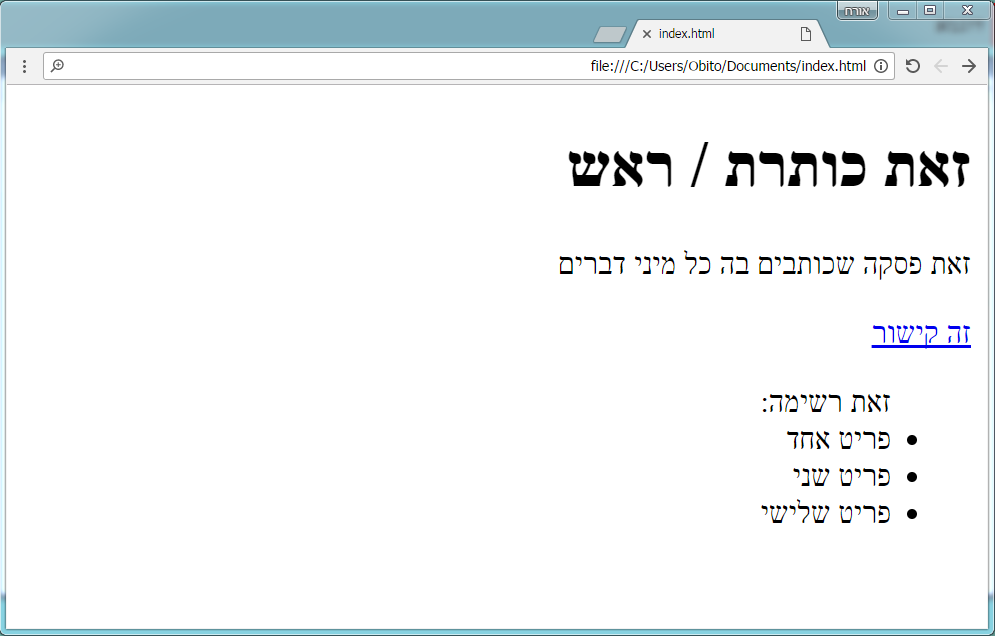 אורח
index.html
file:///C:/Users/Obito/Documents/index.html
זאת כותרת / ראש
זאת פסקה שכותבים בה כל מיני דברים
זה קישור
זאת רשימה:
פריט אחד
פריט שני
פריט שלישי